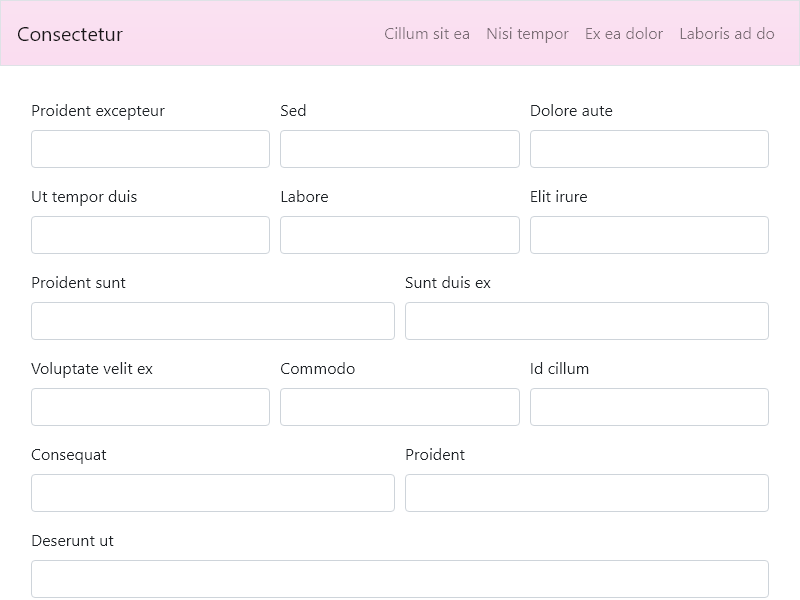 Consectetur
Cillum sit ea Nisi tempor Ex ea dolor Laboris ad do
Proident excepteur Sed Dolore aute
Ut tempor duis Labore Elit irure
Proident sunt Sunt duis ex
Voluptate velit ex Commodo Id cillum
Consequat Proident
Deserunt ut